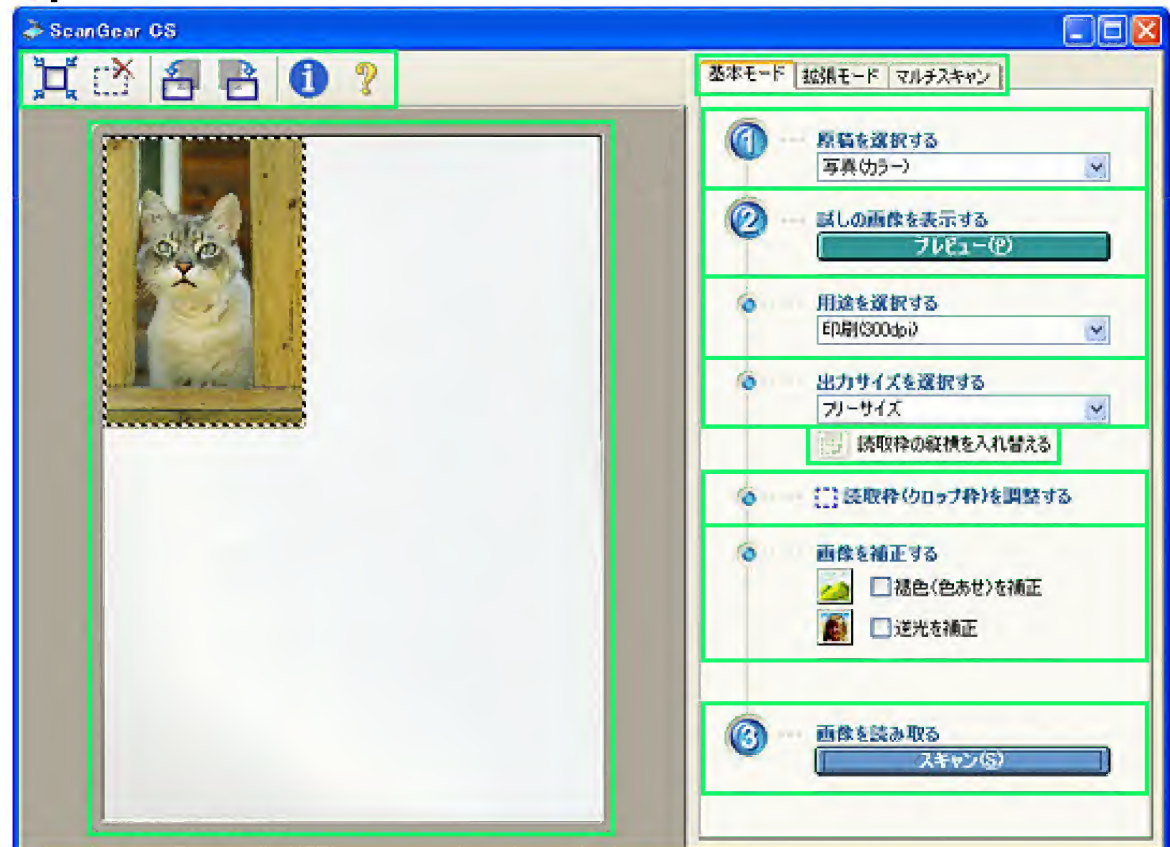 ScanGear CS
基本モード 拡張モード マルチスキャン
1 原稿を選択する
写真(カラー)
2 試しの画像を表示する
プレビュー(P)
用途を選択する
印刷(300dpi)
出力サイズを選択する
フリーサイズ
読取枠の縦横を入れ替える
読取枠(クロップ枠)を調整する
画像を補正する
褪色(色あせ)を補正
逆光を補正
3 画像を読み取る
スキャン(S)